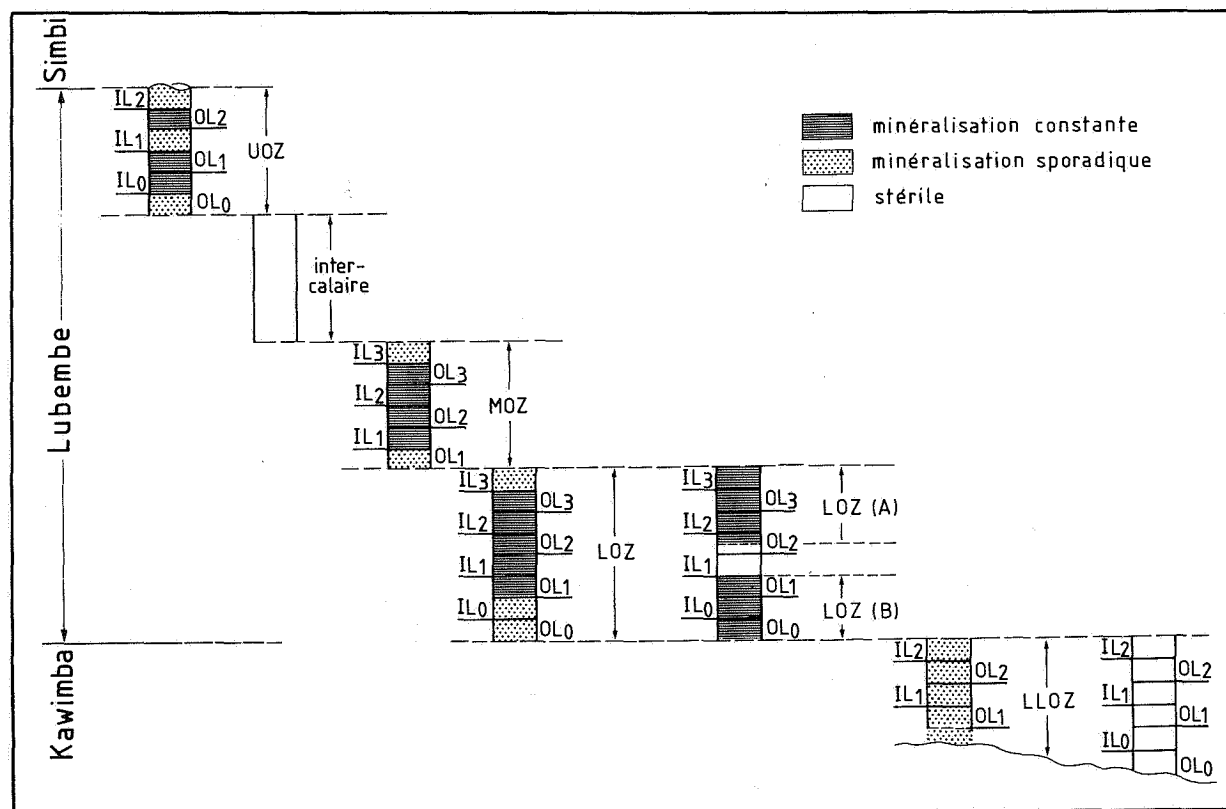 Simbi
Lubembe
Kawimba
IL2
OL2
IL1
OL1
IL0
OL0
UOZ
minéralisation constante
minéralisation sporadique
stérile
inter-
calaire
IL3
OL3
IL2
OL2
IL1
OL1
MOZ
IL3
OL3
IL2
OL2
IL1
OL1
IL0
OL0
LOZ
IL3
OL3
IL2
OL2
IL1
OL1
IL0
OL0
LOZ (A)
LOZ (B)
IL2
OL2
IL1
OL1
LLOZ
IL2
OL2
IL1
OL1
IL0
OL0